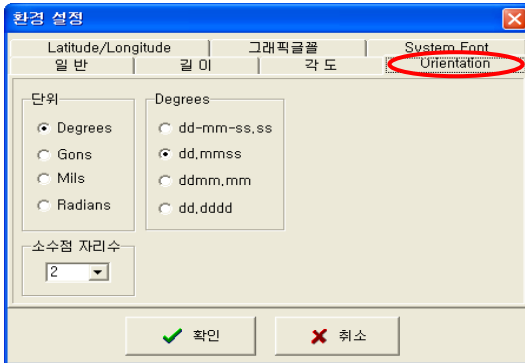 환경 설정
Latitude/Longitude 그래픽글꼴 System Font
일 반 길 이 각 도 Orientation
단위 Degrees
Degrees dd-mm-ss.ss
Gons dd.mmss
Mils ddmm.mm
Radians dd.dddd
소수점 자리수
2
확인 취소